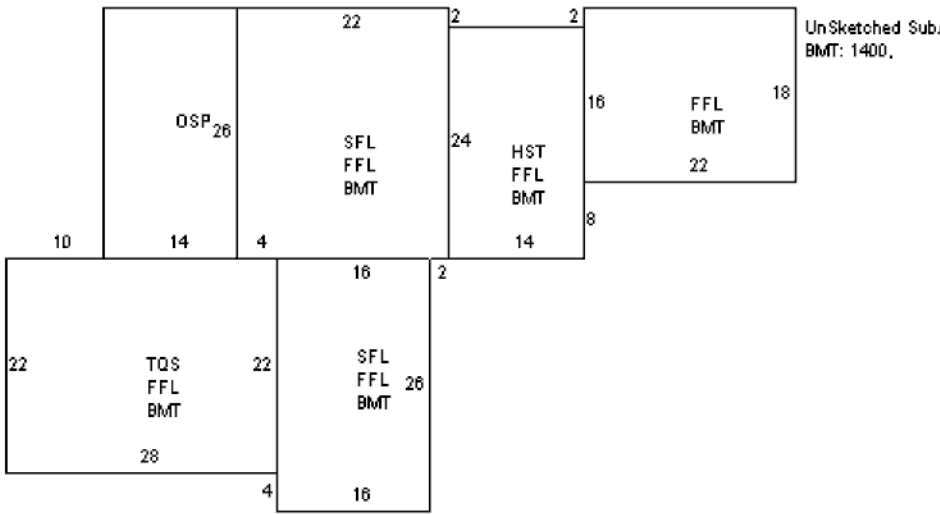 22
2
2
UnSketched Sub.
BMT: 1400.
OSP
26
SFL
FFL
BMT
24
HST
FFL
BMT
16
FFL
BMT
18
22
8
10
14
4
14
16
2
22
TQS
FFL
BMT
22
SFL
FFL
BMT
26
28
4
16